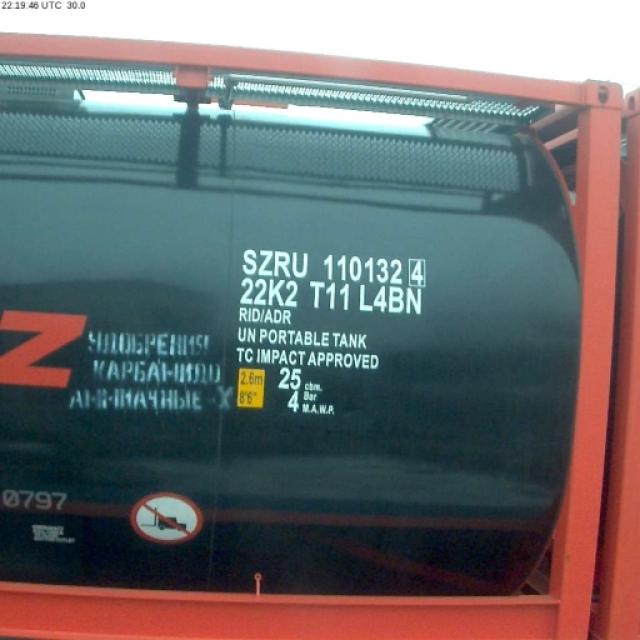 22:19:46 UTC 30.0
SZRU 110132 4
22K2 T11 L4BN
RID/ADR
UN PORTABLE TANK
TC IMPACT APPROVED
2.6m 25 cbm.
8'6" 4 Bar
M.A.W.P.
Z
УДОБРЕНИЯ
КАРБАМИДО
АММИАЧНЫЕ
0797